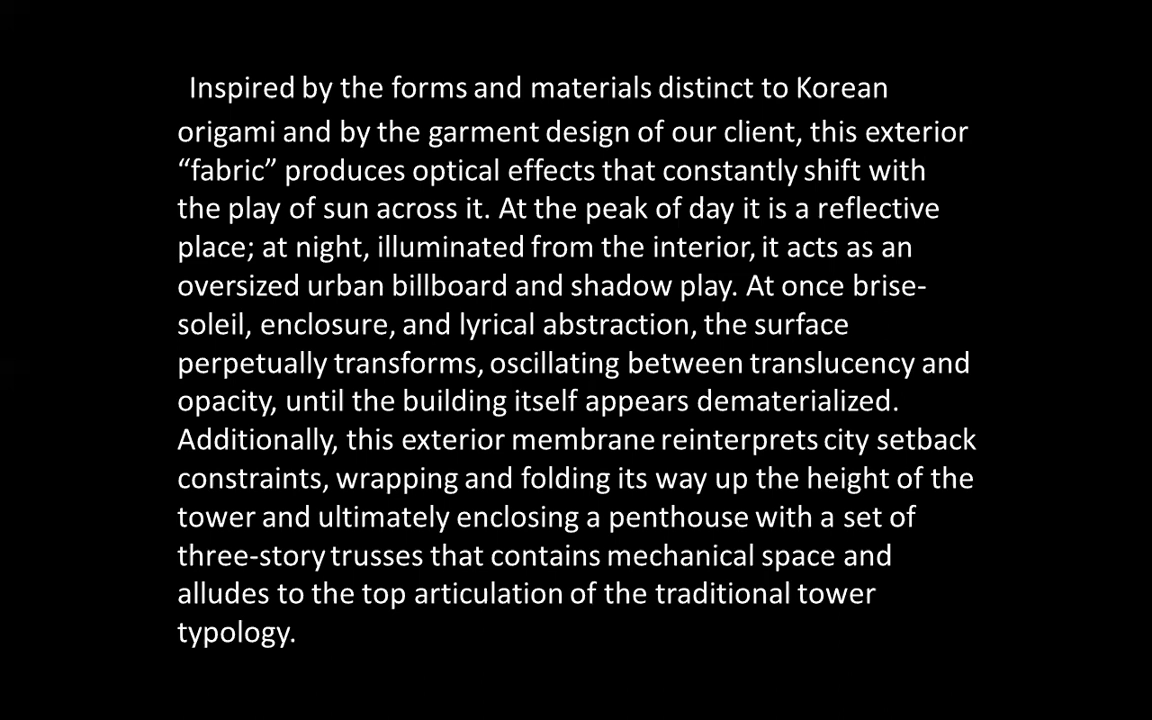 Inspired by the forms and materials distinct to Korean
origami and by the garment design of our client, this exterior
“fabric” produces optical effects that constantly shift with
the play of sun across it. At the peak of day it is a reflective
place; at night, illuminated from the interior, it acts as an
oversized urban billboard and shadow play. At once brise-
soleil, enclosure, and lyrical abstraction, the surface
perpetually transforms, oscillating between translucency and
opacity, until the building itself appears dematerialized.
Additionally, this exterior membrane reinterprets city setback
constraints, wrapping and folding its way up the height of the
tower and ultimately enclosing a penthouse with a set of
three-story trusses that contains mechanical space and
alludes to the top articulation of the traditional tower
typology.